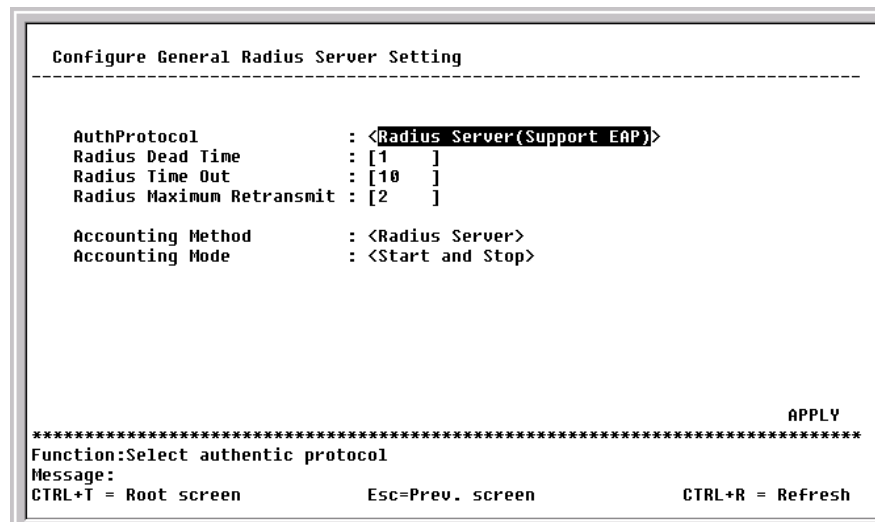 Configure General Radius Server Setting
--------------------------------------------------------------------------------
AuthProtocol : <Radius Server(Support EAP)>
Radius Dead Time : [1 ]
Radius Time Out : [10 ]
Radius Maximum Retransmit : [2 ]
Accounting Method : <Radius Server>
Accounting Mode : <Start and Stop>
APPLY
********************************************************************************
Function:Select authentic protocol
Message:
CTRL+T = Root screen Esc=Prev. screen CTRL+R = Refresh